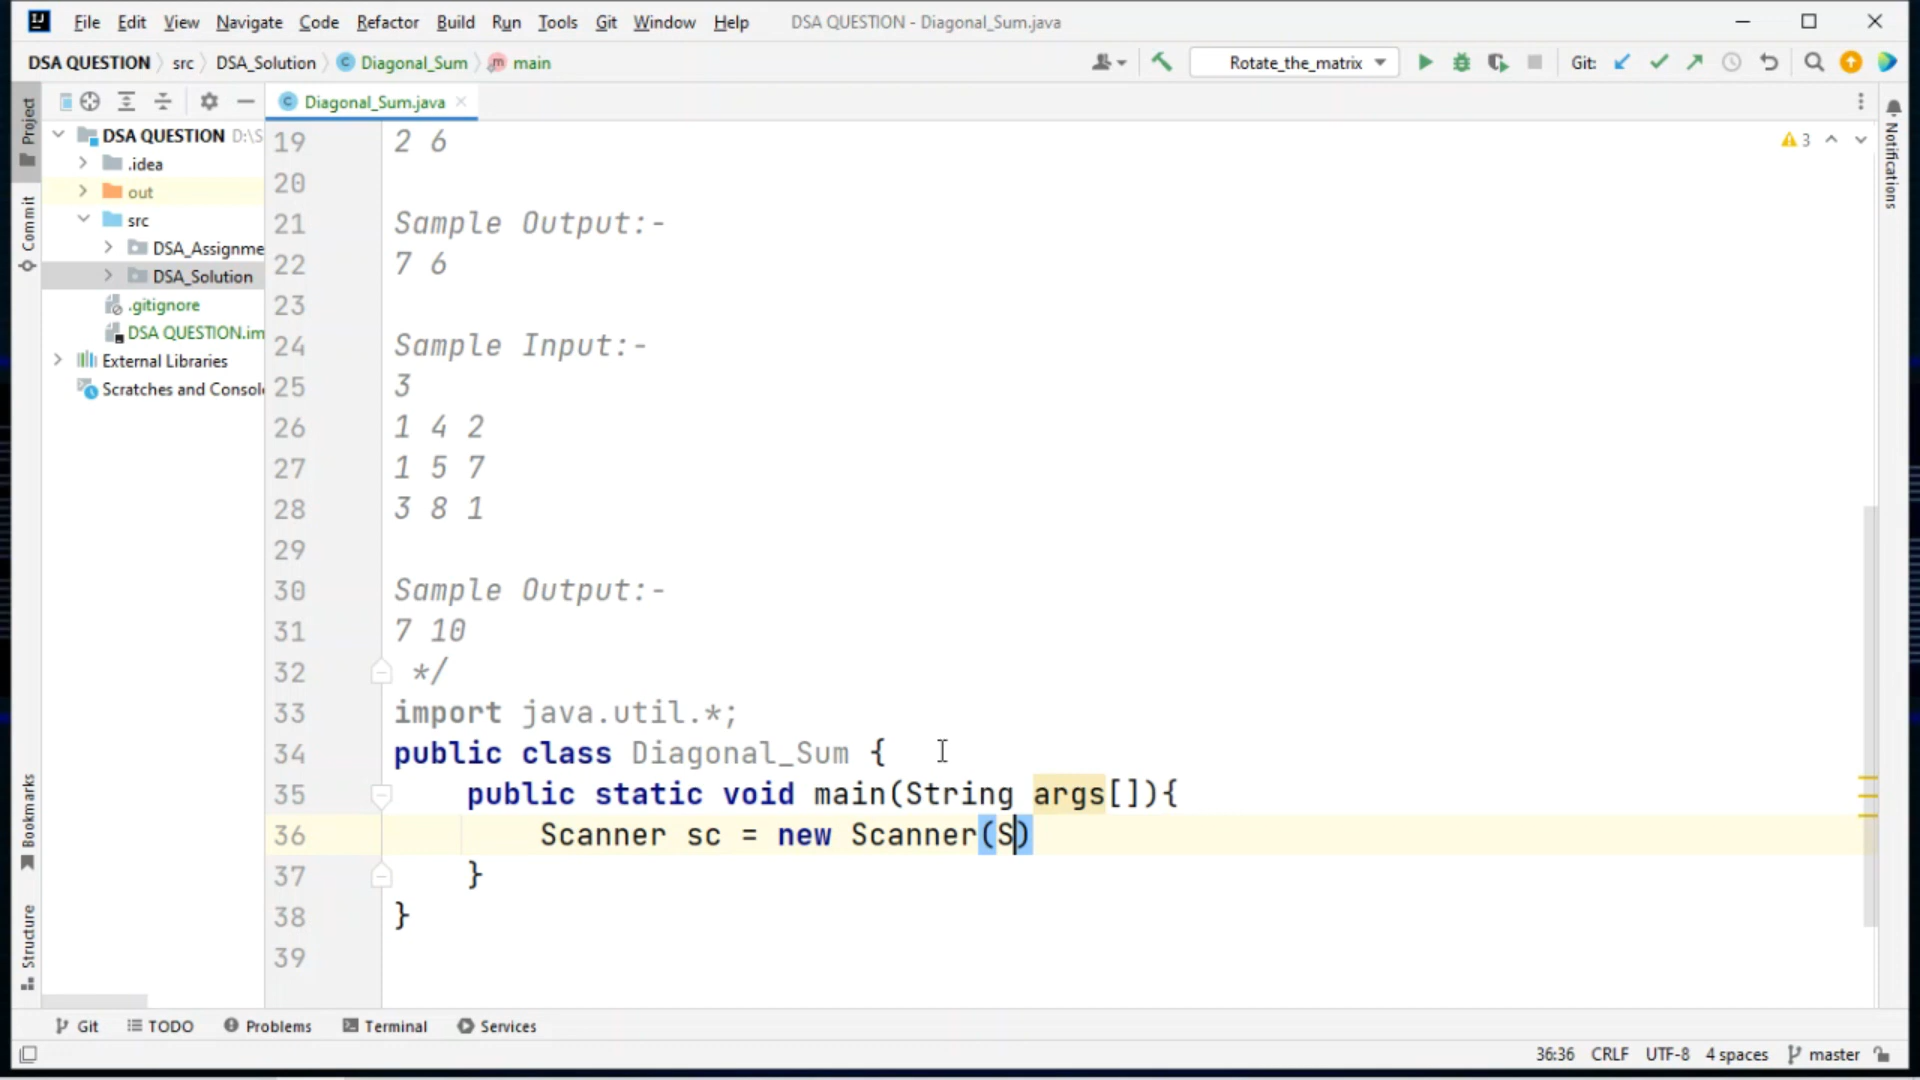 File Edit View Navigate Code Refactor Build Run Tools Git Window Help DSA QUESTION - Diagonal_Sum.java
DSA QUESTION src DSA_Solution Diagonal_Sum main Rotate_the_matrix Git:
Project
Commit
Bookmarks
Structure
Notifications
Diagonal_Sum.java
DSA QUESTION D:\S
.idea
out
src
DSA_Assignme
DSA_Solution
.gitignore
DSA QUESTION.im
External Libraries
Scratches and Consol
3
19 2 6
20
21 Sample Output:-
22 7 6
23
24 Sample Input:-
25 3
26 1 4 2
27 1 5 7
28 3 8 1
29
30 Sample Output:-
31 7 10
32 */
33 import java.util.*;
34 public class Diagonal_Sum {
35 public static void main(String args[]){
36 Scanner sc = new Scanner(S)
37 }
38 }
39
Git TODO Problems Terminal Services
36:36 CRLF UTF-8 4 spaces master